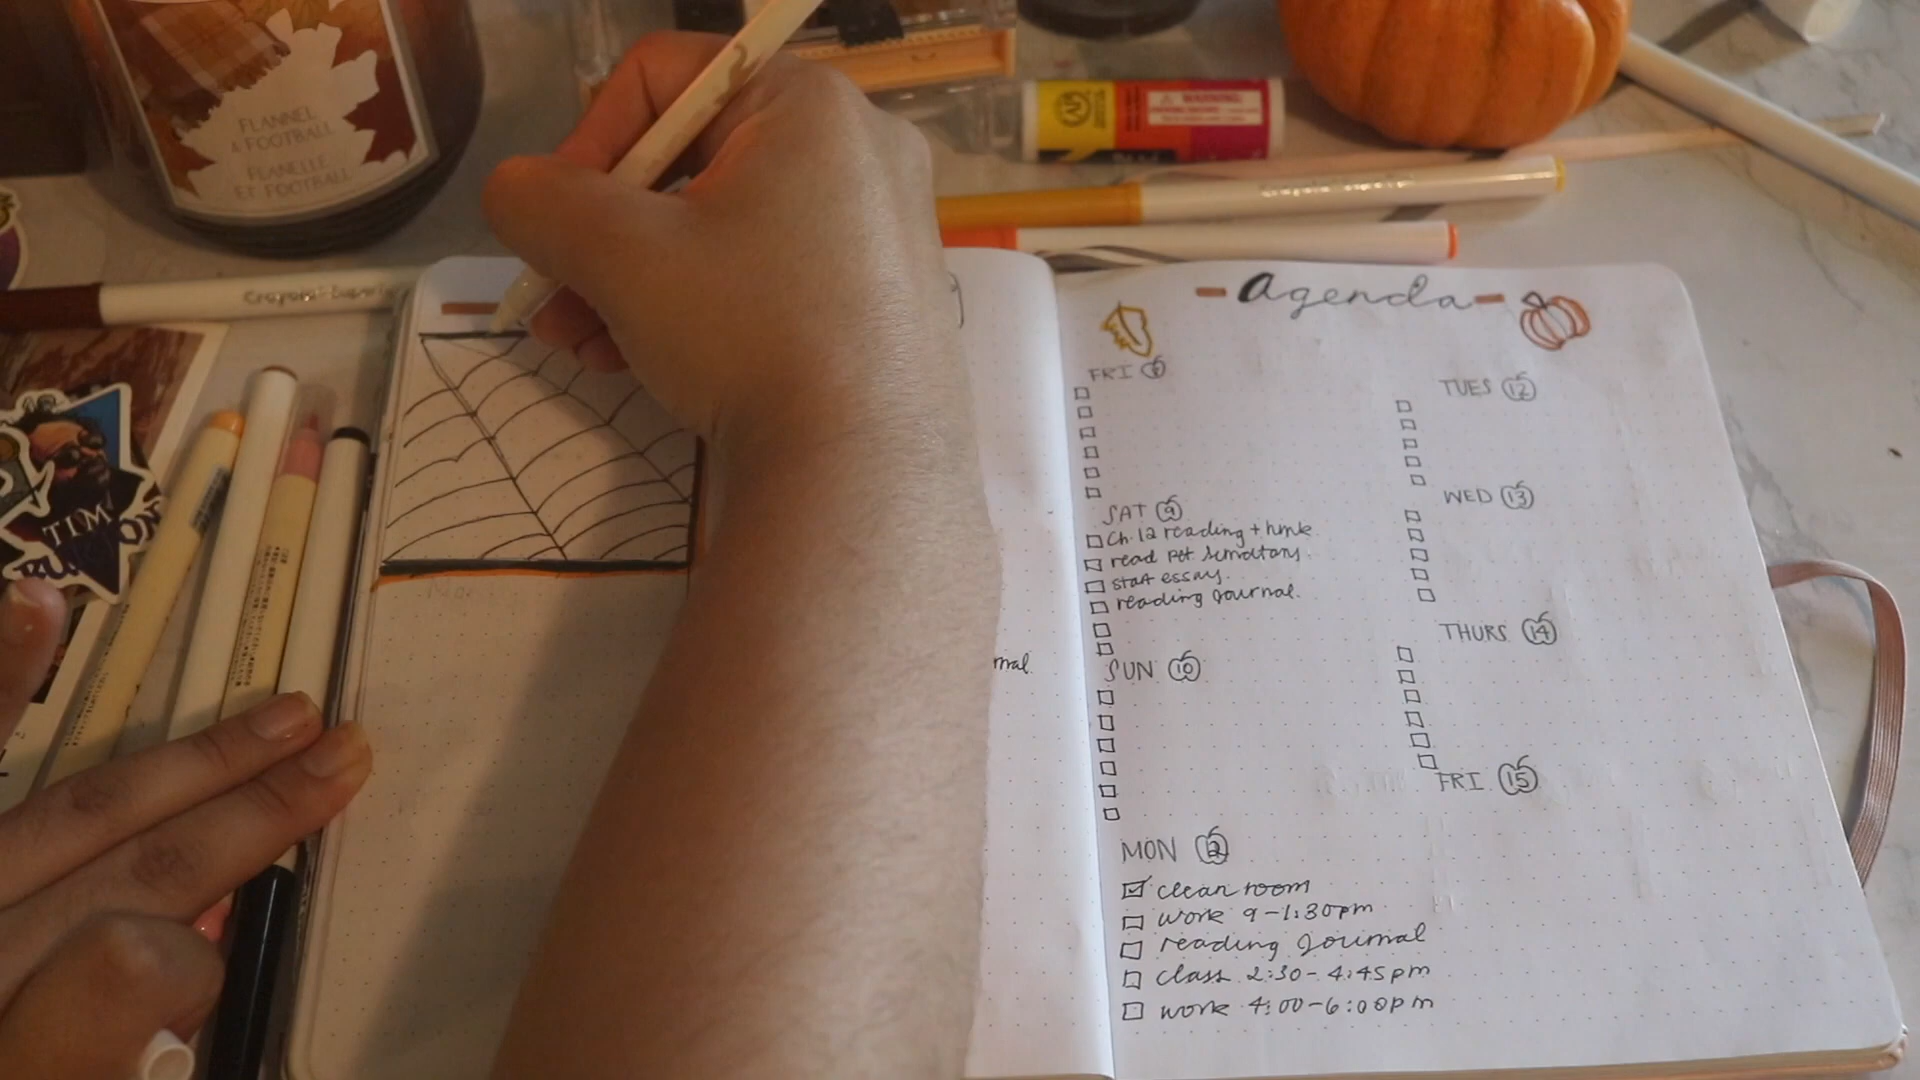 FLANNEL
& FOOTBALL
FLANELLE
ET FOOTBALL
WARNING:
Crayola
TIM
BURTON
- Agenda -
FRI 8
SAT 9
Ch. 12 reading + hmk
read Pet Sematary
start essay.
reading journal.
SUN 10
MON
clean room
work 9-1:30pm
reading journal
class 2:30-4:45pm
work 4:00-6:00pm
TUES 12
WED 13
THURS 14
FRI 15
rnal